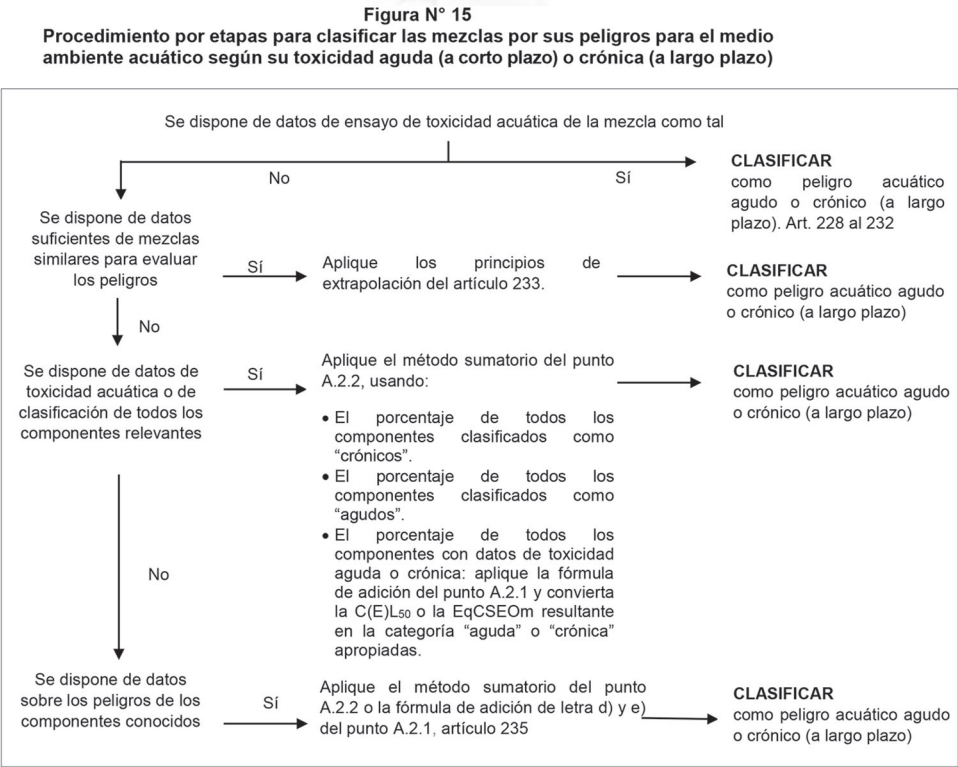 Figura N° 15
Procedimiento por etapas para clasificar las mezclas por sus peligros para el medio
ambiente acuático según su toxicidad aguda (a corto plazo) o crónica (a largo plazo)
Se dispone de datos de ensayo de toxicidad acuática de la mezcla como tal
No
Sí
CLASIFICAR
como peligro acuático
agudo o crónico (a largo
plazo). Art. 228 al 232
Se dispone de datos
suficientes de mezclas
similares para evaluar
los peligros
Sí
Aplique los principios de
extrapolación del artículo 233.
CLASIFICAR
como peligro acuático agudo
o crónico (a largo plazo)
No
Se dispone de datos de
toxicidad acuática o de
clasificación de todos los
componentes relevantes
Sí
Aplique el método sumatorio del punto
A.2.2, usando:
• El porcentaje de todos los
componentes clasificados como
“crónicos”.
• El porcentaje de todos los
componentes clasificados como
“agudos”.
• El porcentaje de todos los
componentes con datos de toxicidad
aguda o crónica: aplique la fórmula
de adición del punto A.2.1 y convierta
la C(E)L₅₀ o la EqCSEOm resultante
en la categoría “aguda” o “crónica”
apropiadas.
CLASIFICAR
como peligro acuático agudo
o crónico (a largo plazo)
No
Se dispone de datos
sobre los peligros de los
componentes conocidos
Sí
Aplique el método sumatorio del punto
A.2.2 o la fórmula de adición de letra d) y e)
del punto A.2.1, artículo 235
CLASIFICAR
como peligro acuático agudo
o crónico (a largo plazo)